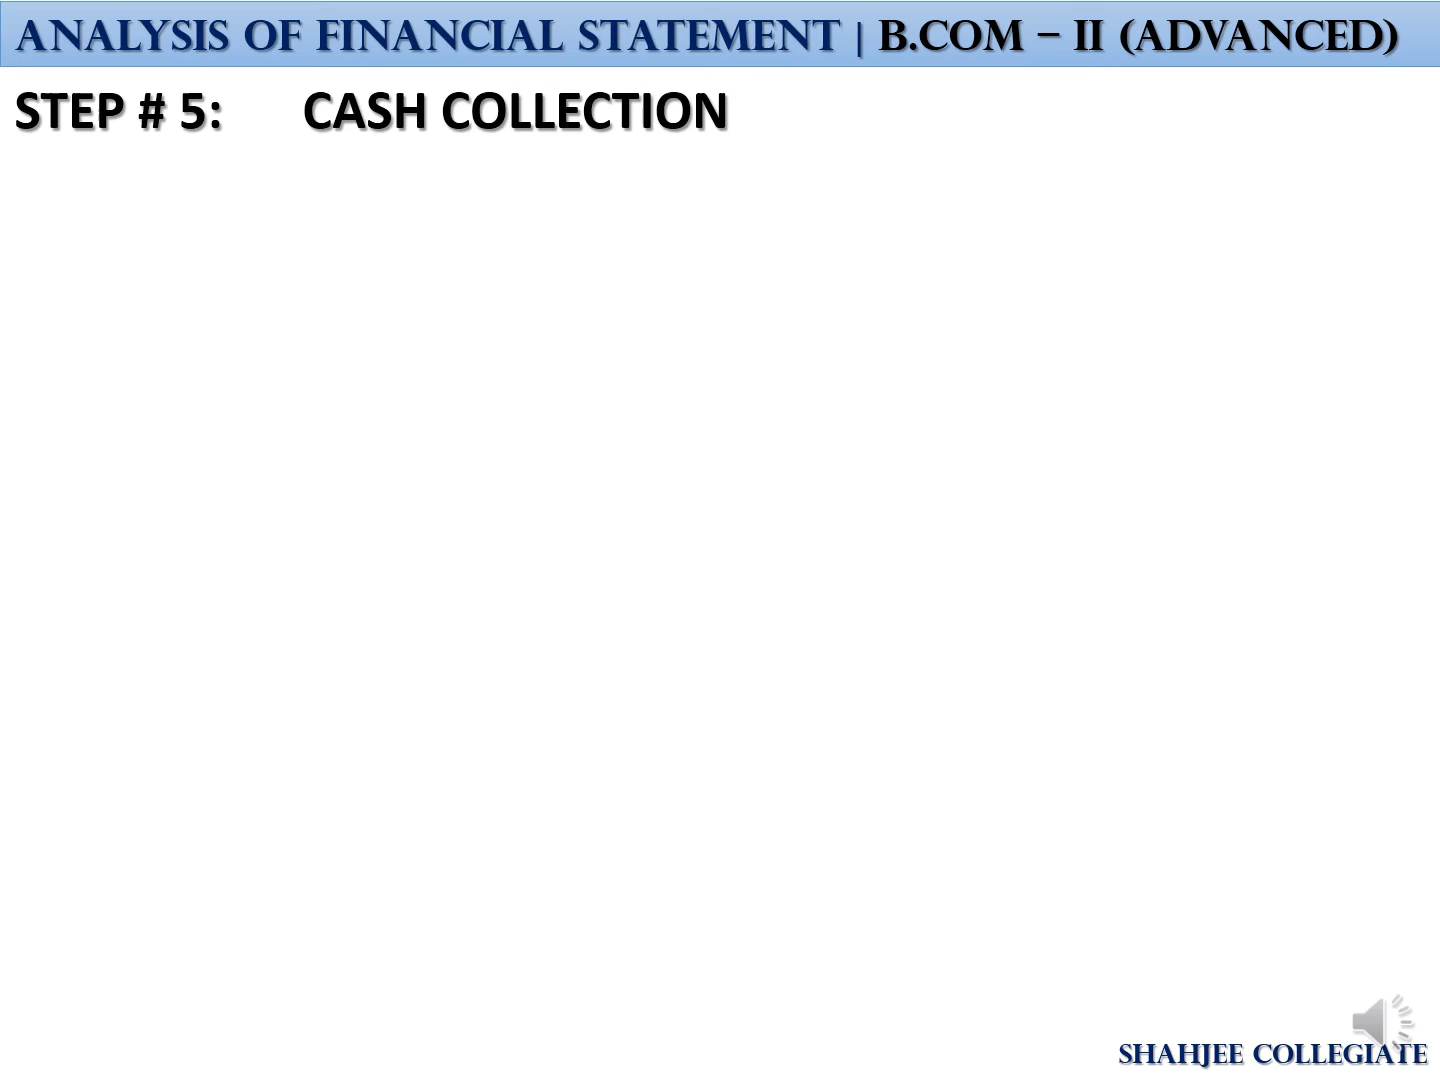 ANALYSIS OF FINANCIAL STATEMENT | B.COM – II (ADVANCED)
STEP # 5: CASH COLLECTION
SHAHJEE COLLEGIATE